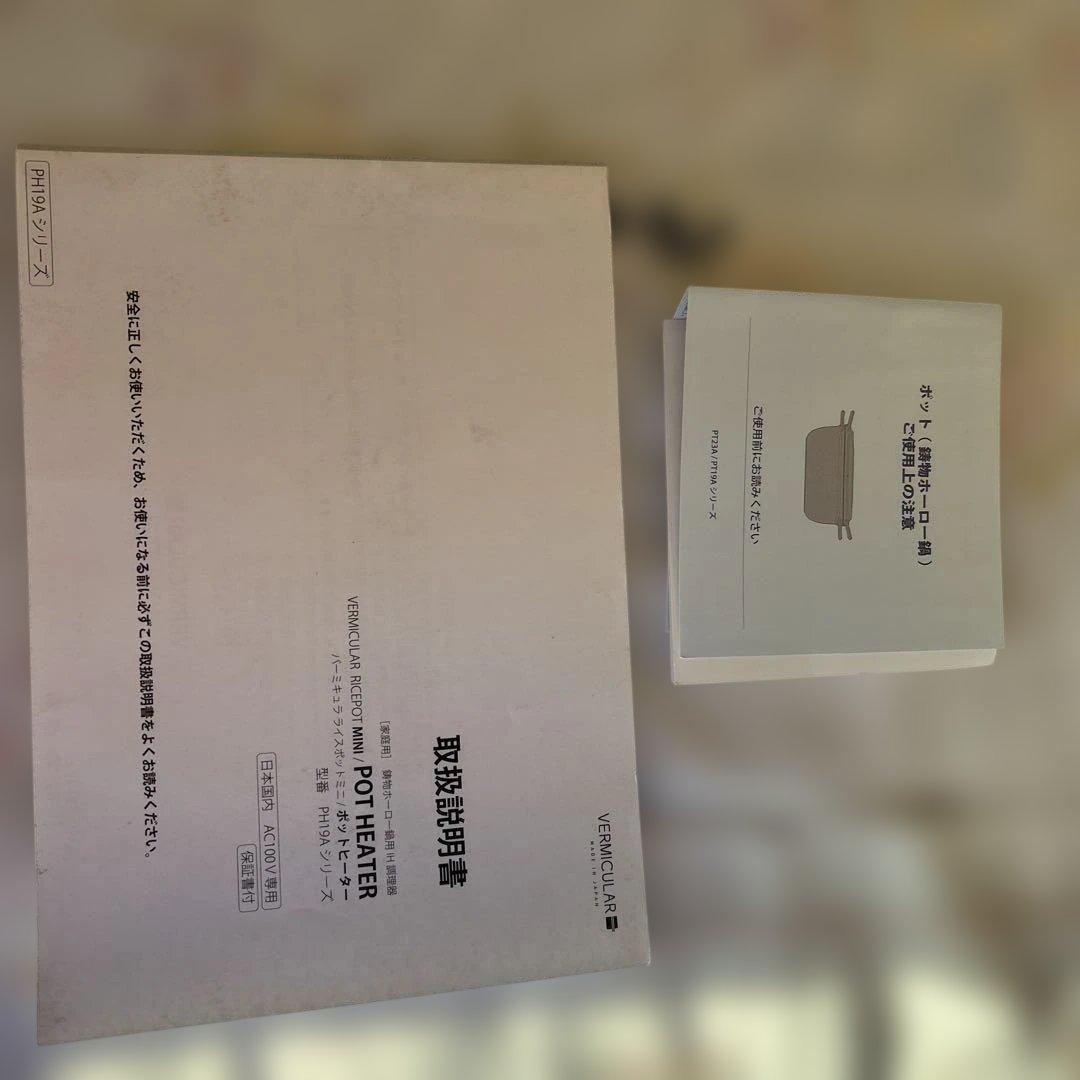 VERMICULAR
MADE IN JAPAN
取扱説明書
［家庭用］ 鋳物ホーロー鍋用 IH 調理器
VERMICULAR RICEPOT MINI / POT HEATER
バーミキュラ ライスポットミニ / ポットヒーター
型番 PH19A シリーズ
日本国内 AC100V専用
保証書付
安全に正しくお使いいただくため、お使いになる前に必ずこの取扱説明書をよくお読みください。
PH19A シリーズ
ポット（鋳物ホーロー鍋）
ご使用上の注意
ご使用前にお読みください
PT23A / PT19A シリーズ